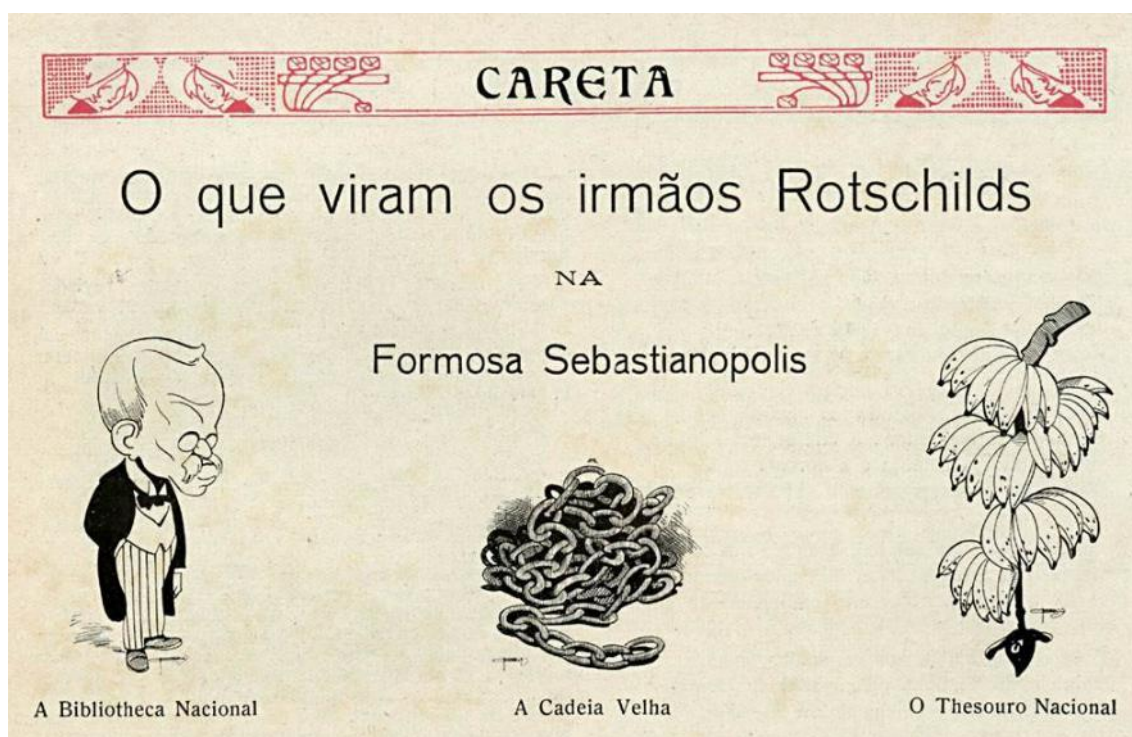 CARETA
O que viram os irmãos Rotschilds
NA
Formosa Sebastianopolis
A Bibliotheca Nacional
A Cadeia Velha
O Thesouro Nacional